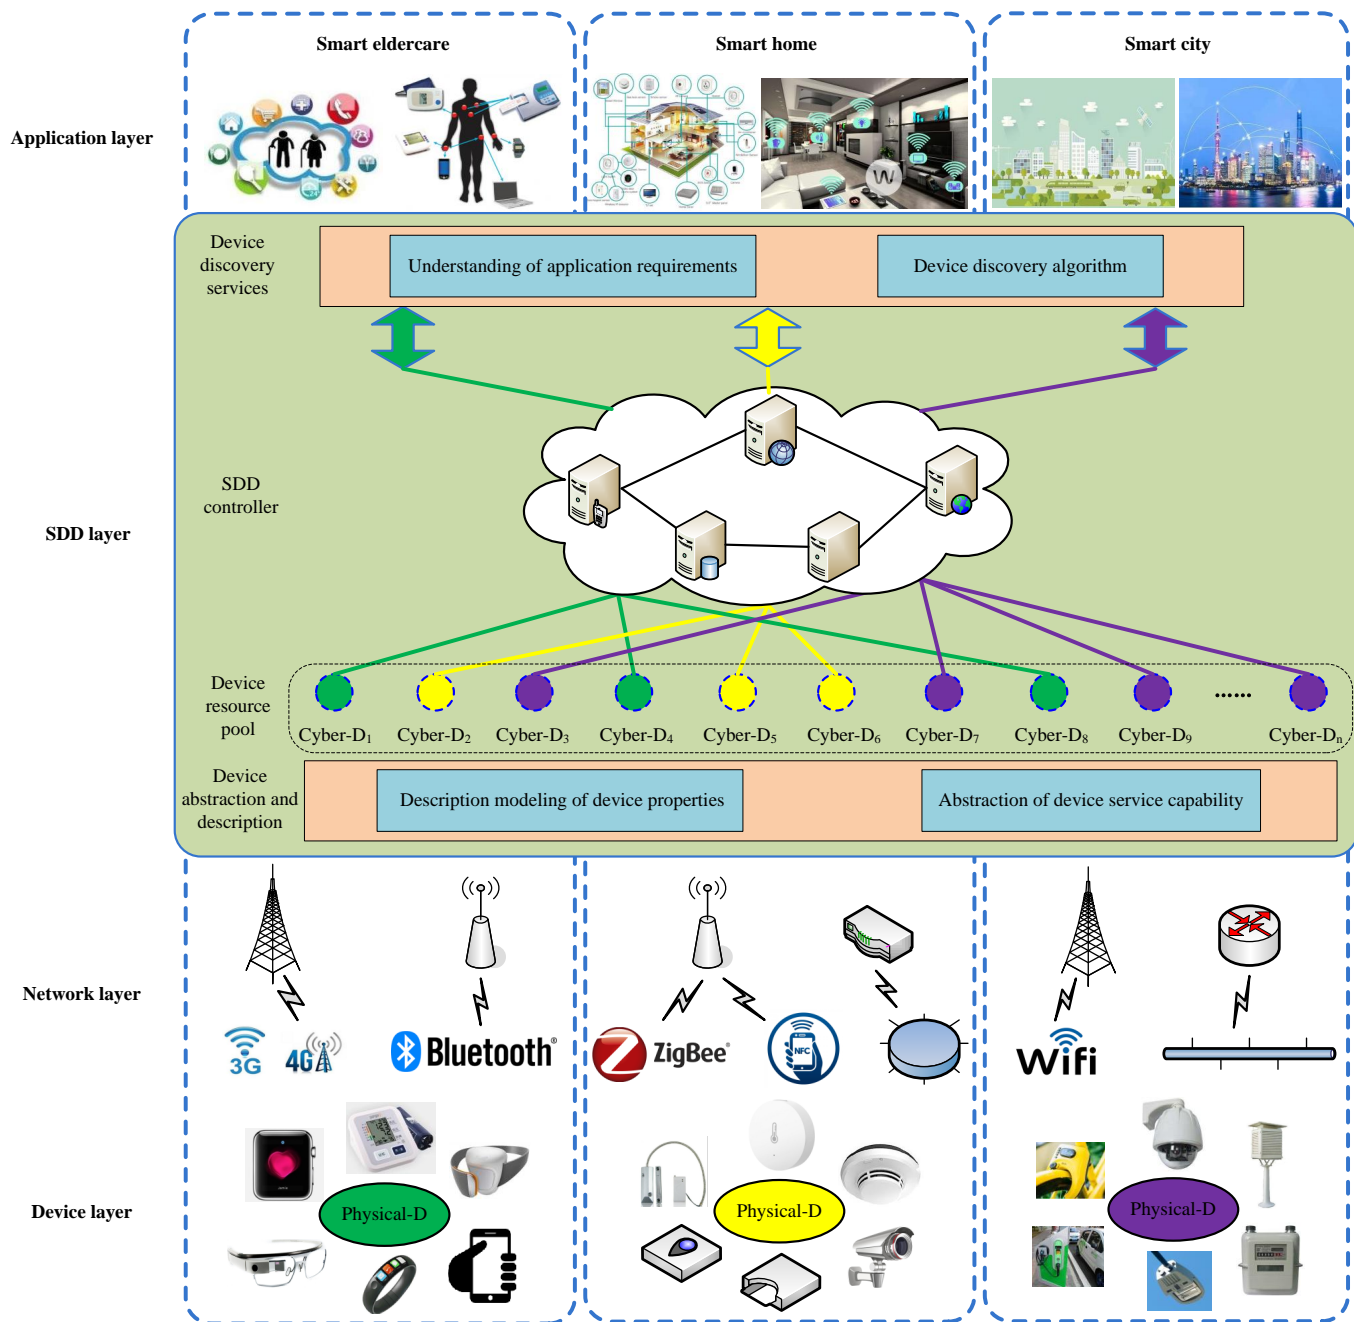 Smart eldercare
Smart home
Smart city
Application layer
W
Device
discovery
services
Understanding of application requirements
Device discovery algorithm
SDD
controller
SDD layer
Device
resource
pool
......
Cyber-D1
Cyber-D2
Cyber-D3
Cyber-D4
Cyber-D5
Cyber-D6
Cyber-D7
Cyber-D8
Cyber-D9
Cyber-Dn
Device
abstraction and
description
Description modeling of device properties
Abstraction of device service capability
Network layer
3G
4G
Bluetooth®
ZigBee®
NFC
Wifi
Device layer
Physical-D
Physical-D
Physical-D